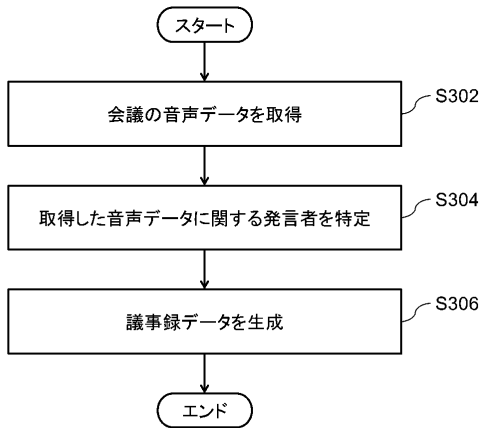 スタート
会議の音声データを取得
S302
取得した音声データに関する発言者を特定
S304
議事録データを生成
S306
エンド